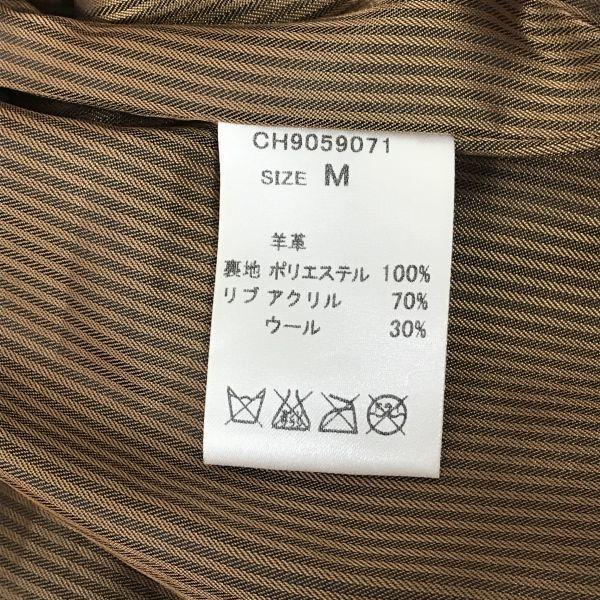 CH9059071
SIZE M
羊革
裏地 ポリエステル 100%
リブ アクリル 70%
ウール 30%